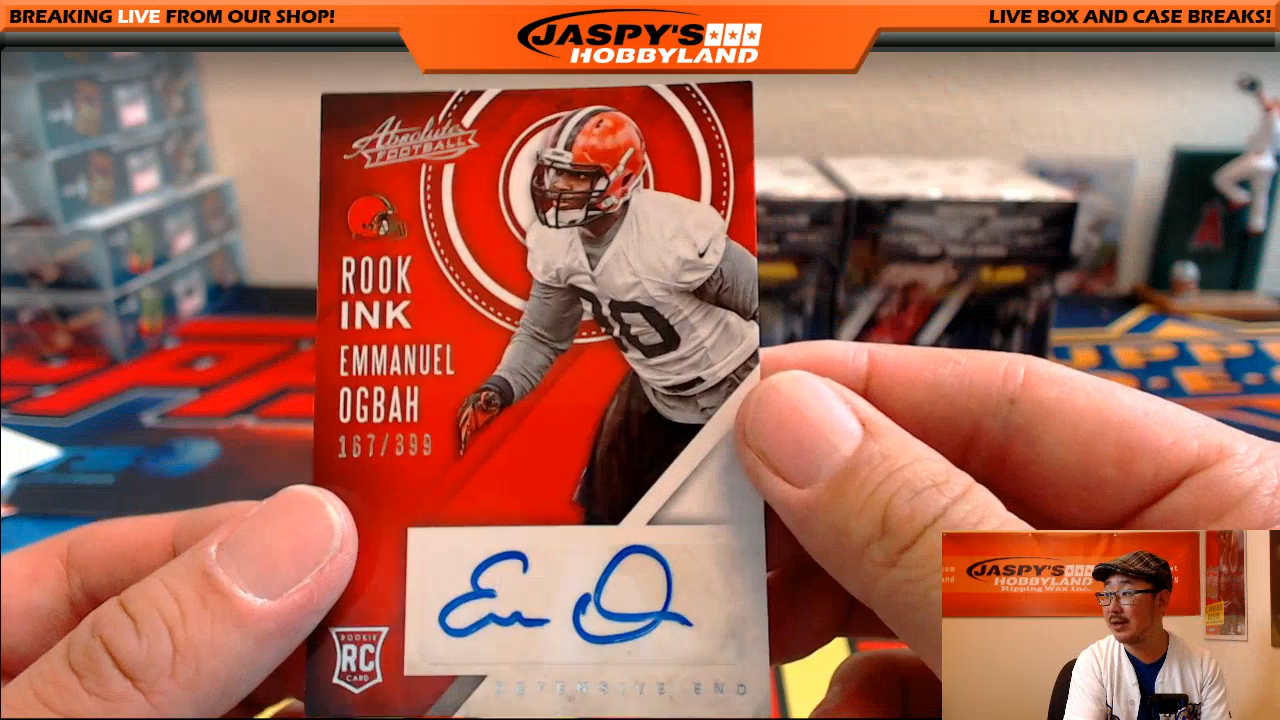 BREAKING LIVE FROM OUR SHOP!
JASPY'S
HOBBYLAND
LIVE BOX AND CASE BREAKS!
Absolute
FOOTBALL
ROOK
INK
EMMANUEL
OGBAH
167/399
90
ROOKIE
RC
CARD
DEFENSIVE END
JASPY'S
HOBBYLAND
Ripping Wax Inc.